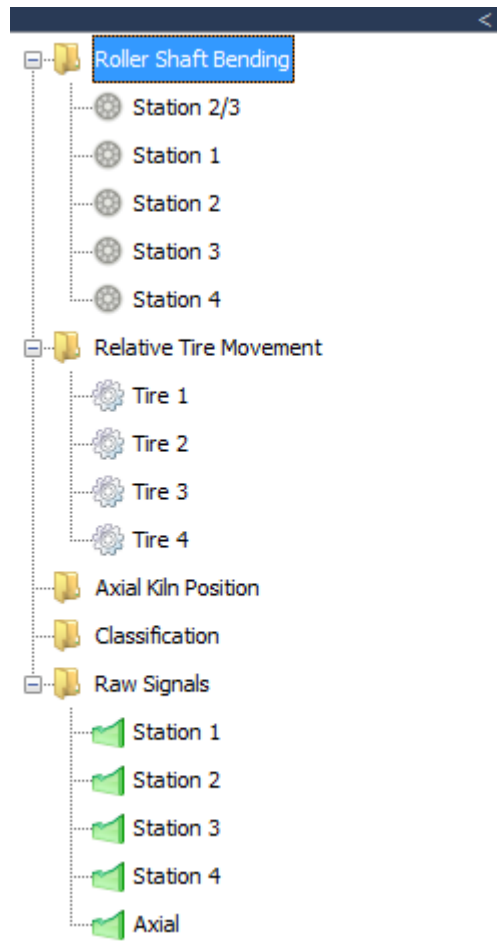 <
Roller Shaft Bending
Station 2/3
Station 1
Station 2
Station 3
Station 4
Relative Tire Movement
Tire 1
Tire 2
Tire 3
Tire 4
Axial Kiln Position
Classification
Raw Signals
Station 1
Station 2
Station 3
Station 4
Axial